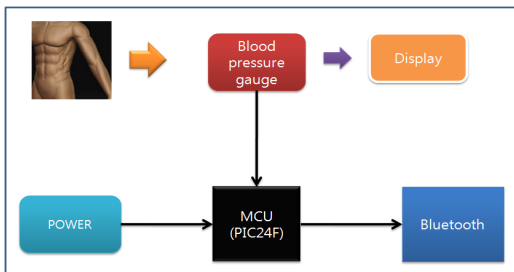 Blood
pressure
gauge
Display
POWER
MCU
(PIC24F)
Bluetooth